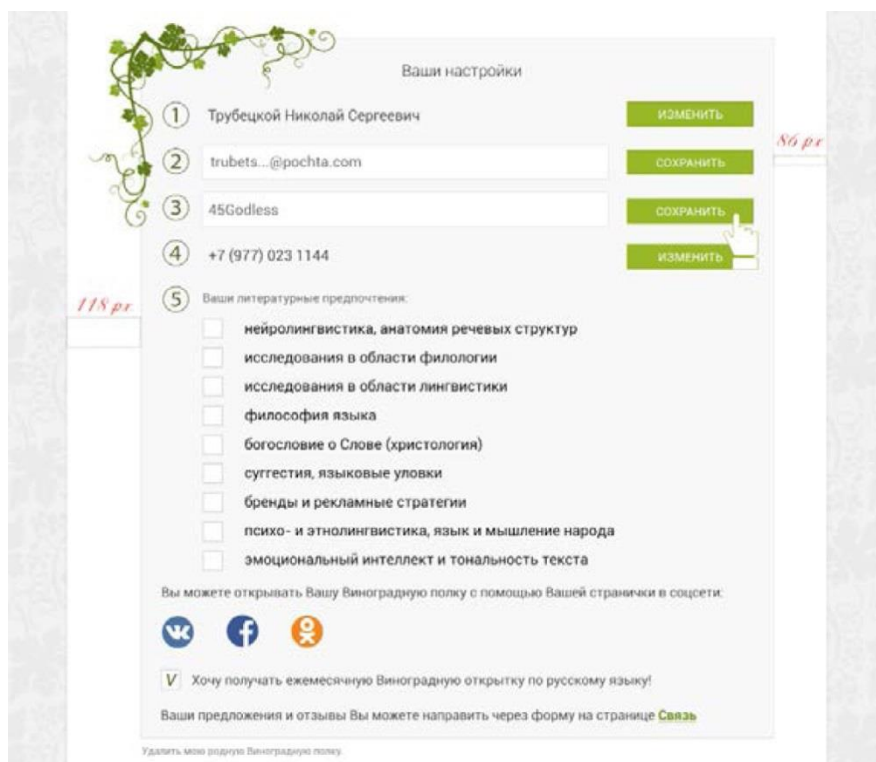 Ваши настройки
1 Трубецкой Николай Сергеевич ИЗМЕНИТЬ
86 px
2 trubets...@pochta.com СОХРАНИТЬ
3 45Godless СОХРАНИТЬ
4 +7 (977) 023 1144 ИЗМЕНИТЬ
118 px
5 Ваши литературные предпочтения:
нейролингвистика, анатомия речевых структур
исследования в области филологии
исследования в области лингвистики
философия языка
богословие о Слове (христология)
суггестия, языковые уловки
бренды и рекламные стратегии
психо- и этнолингвистика, язык и мышление народа
эмоциональный интеллект и тональность текста
Вы можете открывать Вашу Виноградную полку с помощью Вашей странички в соцсети:
V Хочу получать ежемесячную Виноградную открытку по русскому языку!
Ваши предложения и отзывы Вы можете направить через форму на странице Связь
Удалить мою родную Виноградную полку.